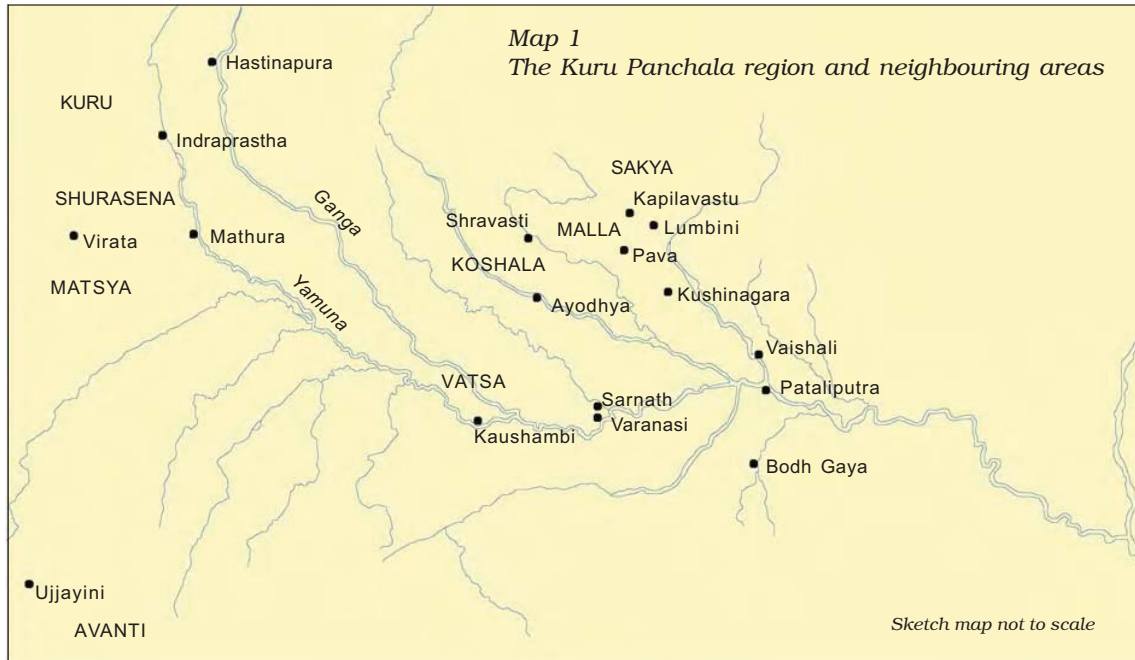 Map 1
The Kuru Panchala region and neighbouring areas
Hastinapura
KURU
Indraprastha
SAKYA
Kapilavastu
SHURASENA
Ganga
Shravasti
MALLA
Lumbini
Virata
Mathura
Pava
KOSHALA
MATSYA
Yamuna
Ayodhya
Kushinagara
Vaishali
VATSA
Pataliputra
Sarnath
Kaushambi
Varanasi
Bodh Gaya
Ujjayini
AVANTI
Sketch map not to scale